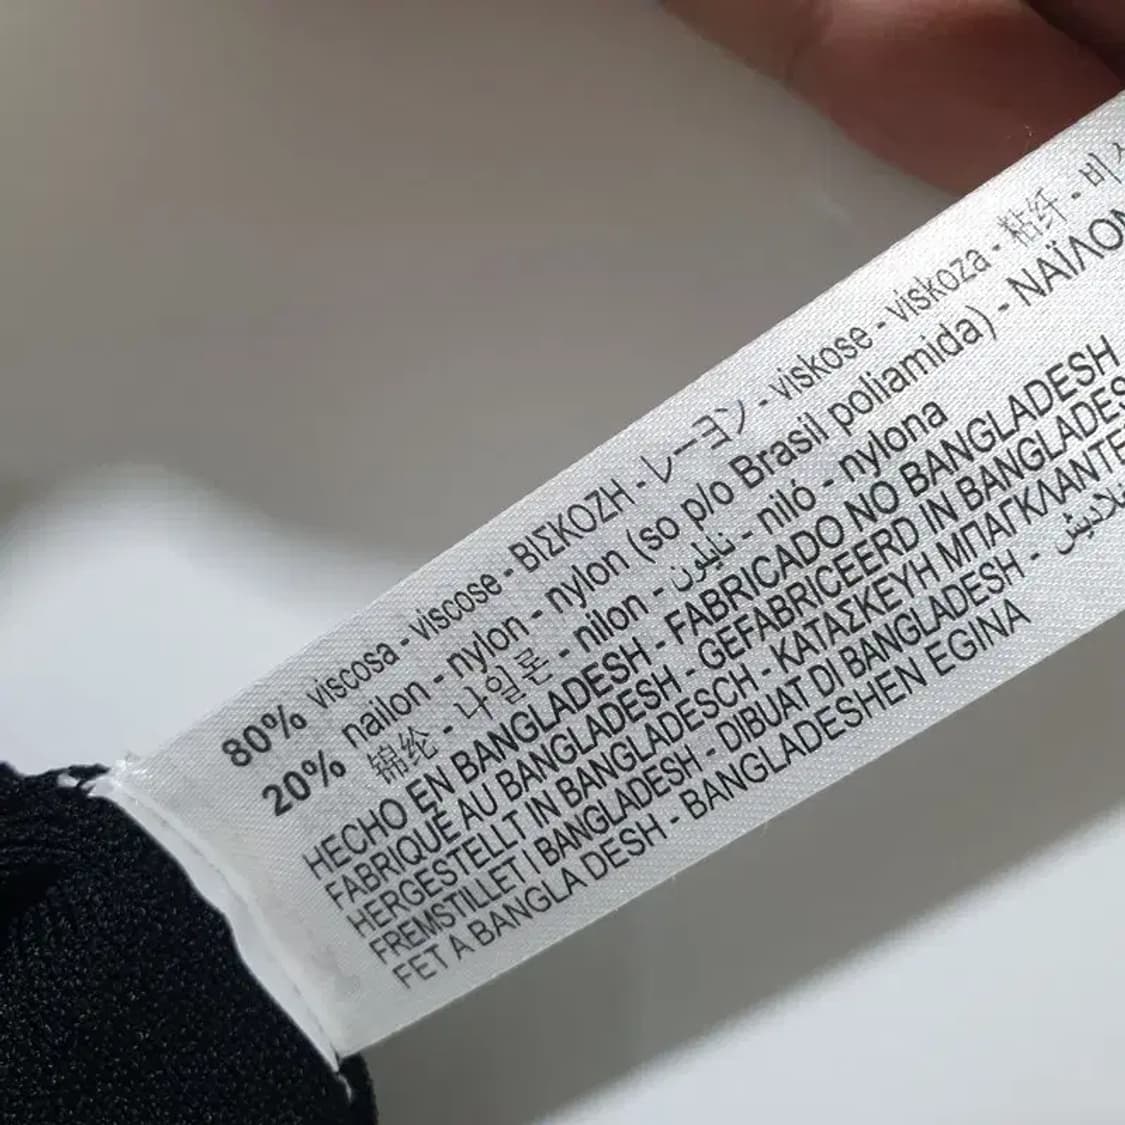 80% viscosa - viscose - ΒΙΣΚΟΖΗ - レーヨン - viskose - viskoza - 粘纤 - 비
20% nailon - nylon - nylon (so p/o Brasil poliamida) - ΝΑΪΛΟΝ
锦纶 - 나일론 - nilon - نايلون - niló - nylona
HECHO EN BANGLADESH - FABRICADO NO BANGLADESH
FABRIQUÉ AU BANGLADESH - GEFABRICEERD IN BANGLADES
HERGESTELLT IN BANGLADESCH - ΚΑΤΑΣΚΕΥΗ ΜΠΑΓΚΛΑΝΤΕ
FREMSTILLET I BANGLADESH - DIBUAT DI BANGLADESH -
FET A BANGLA DESH - BANGLADESHEN EGINA